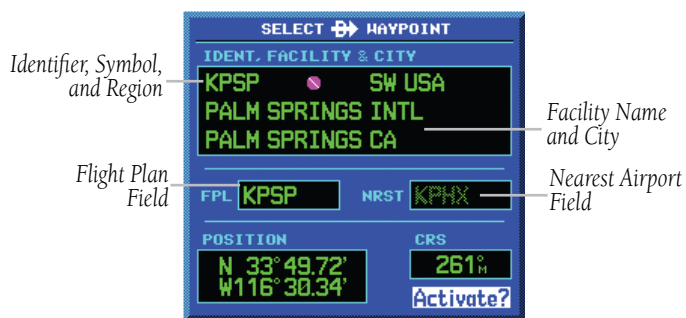 SELECT D WAYPOINT
IDENT, FACILITY & CITY
Identifier, Symbol,
and Region
KPSP SW USA
PALM SPRINGS INTL
PALM SPRINGS CA
Facility Name
and City
Flight Plan
Field
FPL KPSP NRST KPHX
Nearest Airport
Field
POSITION CRS
N 33°49.72'
W116°30.34'
261°M
Activate?